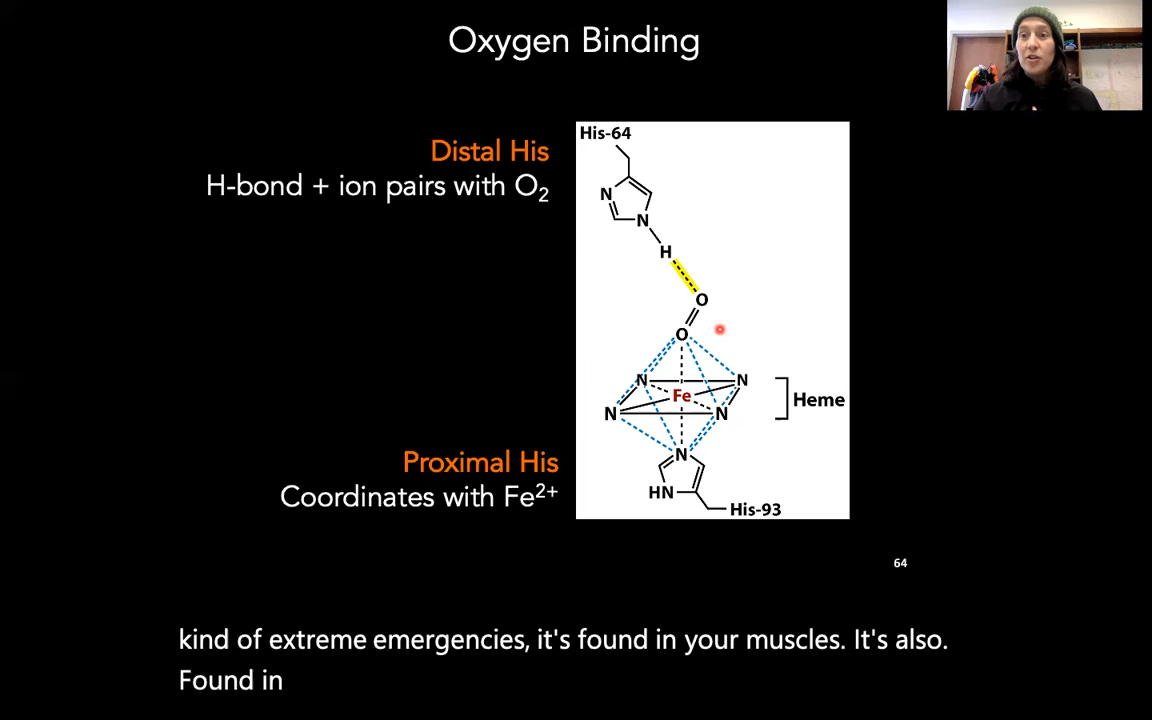 Oxygen Binding
Distal His
H-bond + ion pairs with O₂
His-64
N
N
H
O
O
N
N
Fe
N
N
Heme
Proximal His
Coordinates with Fe²⁺
N
HN
His-93
64
kind of extreme emergencies, it's found in your muscles. It's also.
Found in